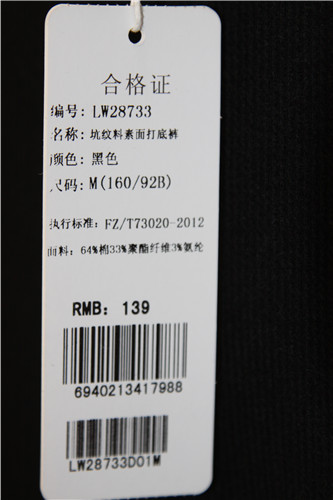 合格证
编号: LW28733
名称: 坑纹料素面打底裤
颜色: 黑色
尺码: M(160/92B)
执行标准: FZ/T73020-2012
面料: 64%棉33%聚酯纤维3%氨纶
RMB: 139
6940213417988
LW28733D01M